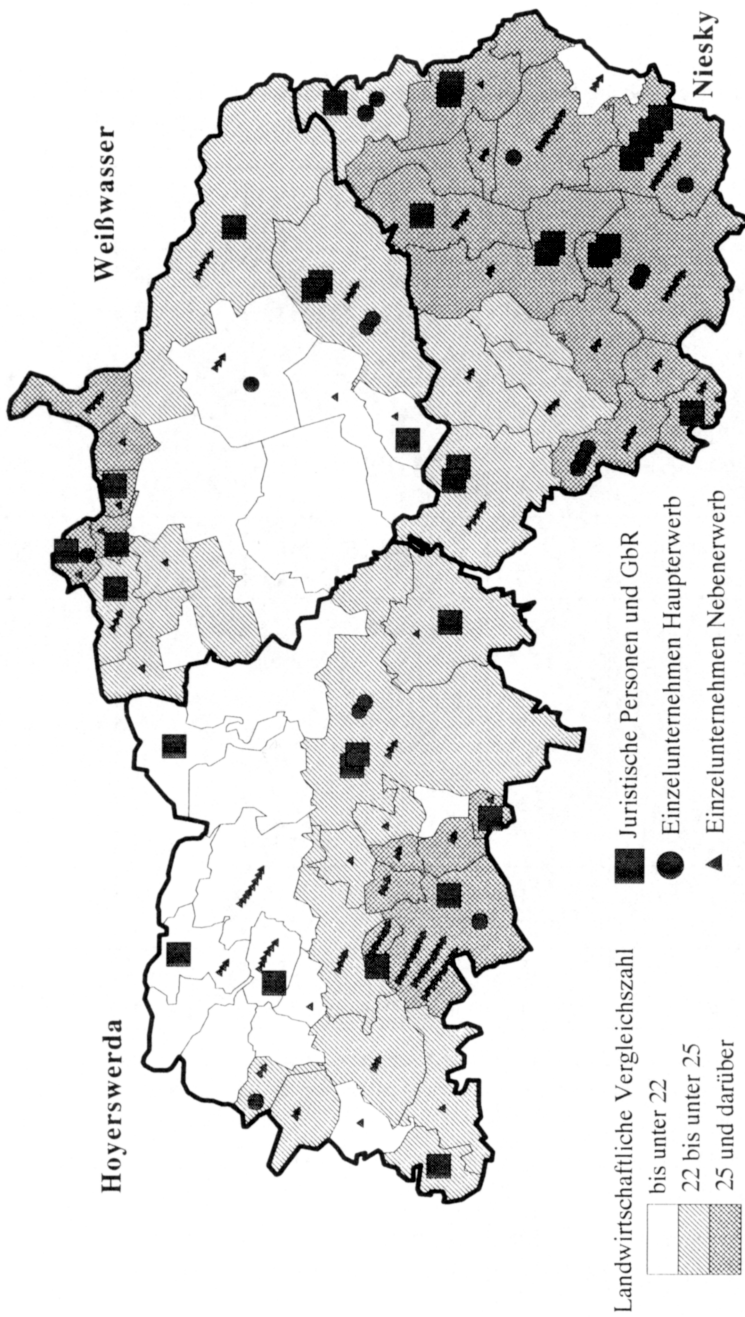 Hoyerswerda
Weißwasser
Niesky
Landwirtschaftliche Vergleichszahl
bis unter 22
22 bis unter 25
25 und darüber
Juristische Personen und GbR
Einzelunternehmen Haupterwerb
Einzelunternehmen Nebenerwerb